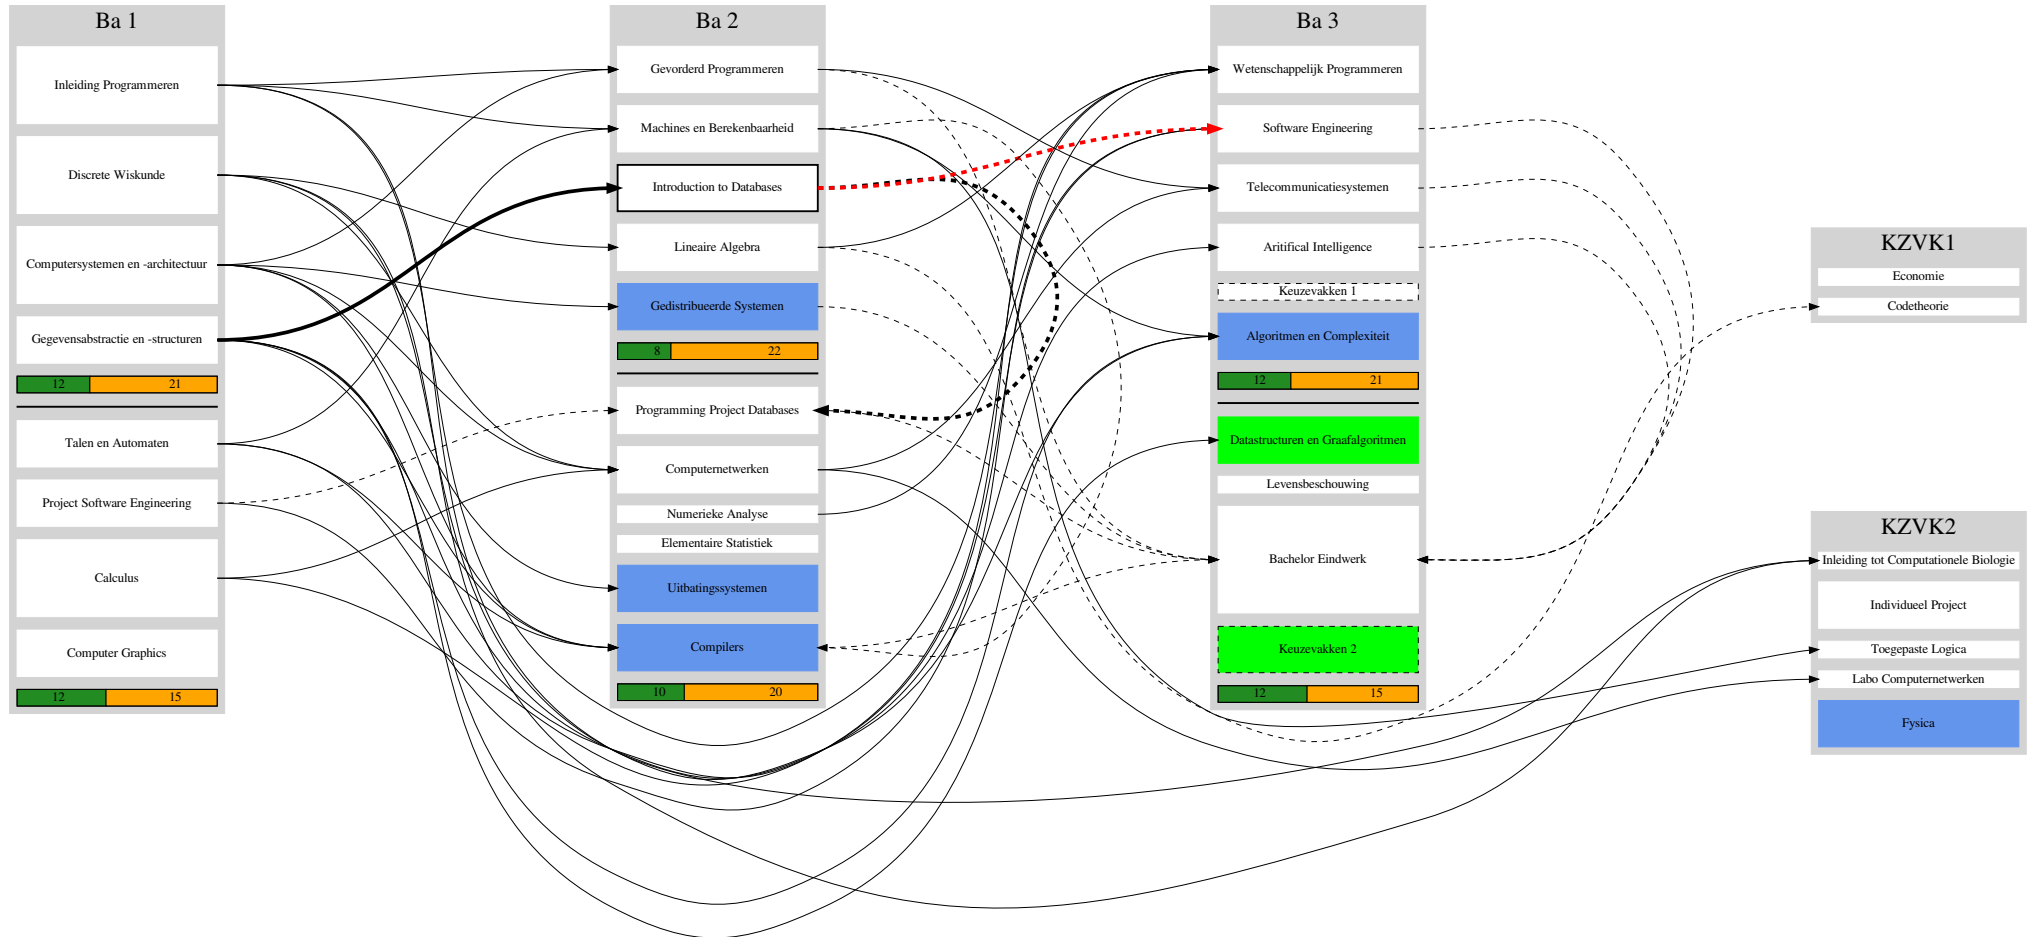 Ba 1
Inleiding Programmeren
Discrete Wiskunde
Computersystemen en -architectuur
Gegevensabstractie en -structuren
12 21
Talen en Automaten
Project Software Engineering
Calculus
Computer Graphics
12 15
Ba 2
Gevorderd Programmeren
Machines en Berekenbaarheid
Introduction to Databases
Lineaire Algebra
Gedistribueerde Systemen
8 22
Programming Project Databases
Computernetwerken
Numerieke Analyse
Elementaire Statistiek
Uitbatingssystemen
Compilers
10 20
Ba 3
Wetenschappelijk Programmeren
Software Engineering
Telecommunicatiesystemen
Aritifical Intelligence
Keuzevakken 1
Algoritmen en Complexiteit
12 21
Datastructuren en Graafalgoritmen
Levensbeschouwing
Bachelor Eindwerk
Keuzevakken 2
12 15
KZVK1
Economie
Codetheorie
KZVK2
Inleiding tot Computationele Biologie
Individueel Project
Toegepaste Logica
Labo Computernetwerken
Fysica